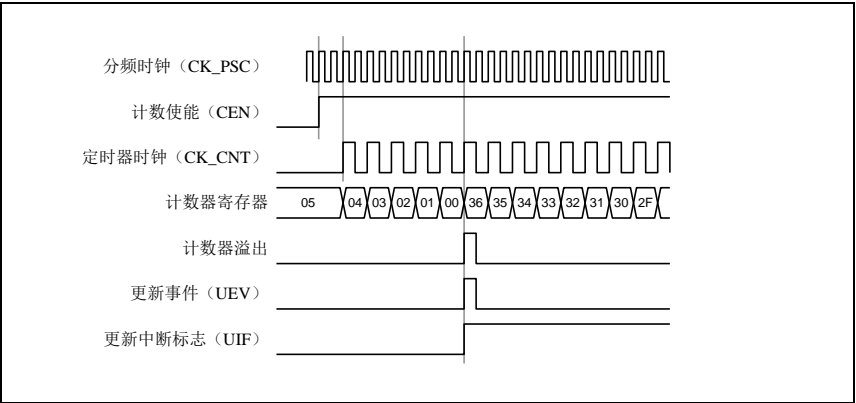 分频时钟（CK_PSC）
计数使能（CEN）
定时器时钟（CK_CNT）
计数器寄存器 05 04 03 02 01 00 36 35 34 33 32 31 30 2F
计数器溢出
更新事件（UEV）
更新中断标志（UIF）